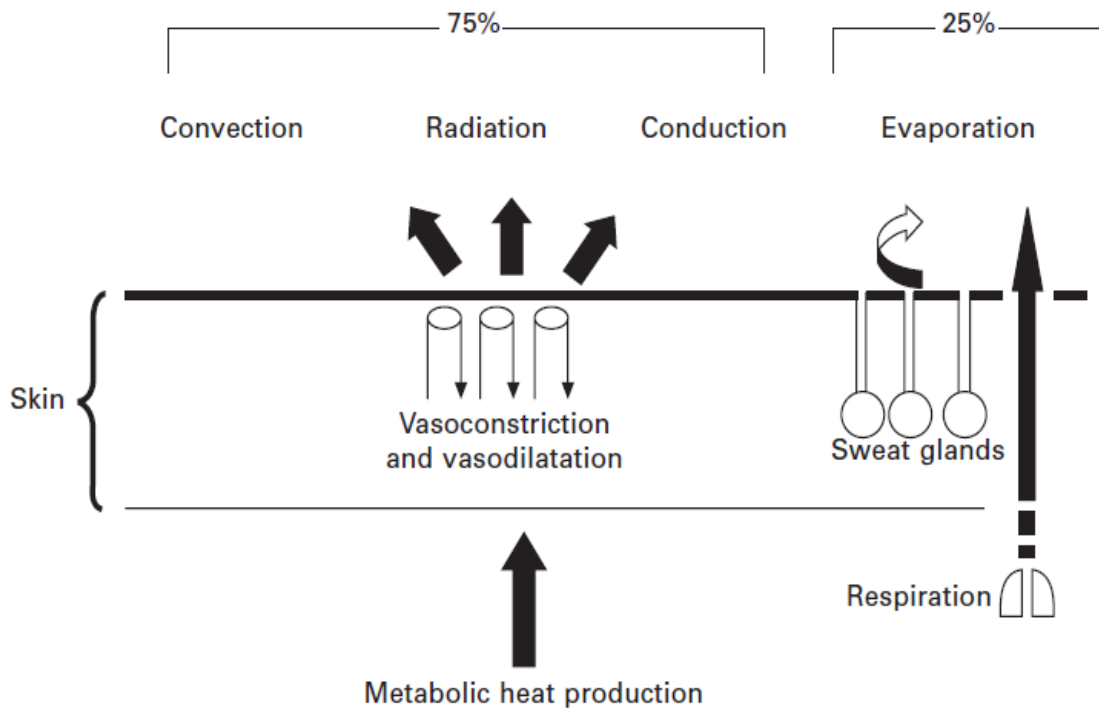 75%
25%
Convection
Radiation
Conduction
Evaporation
Skin
Vasoconstriction
and vasodilatation
Sweat glands
Respiration
Metabolic heat production